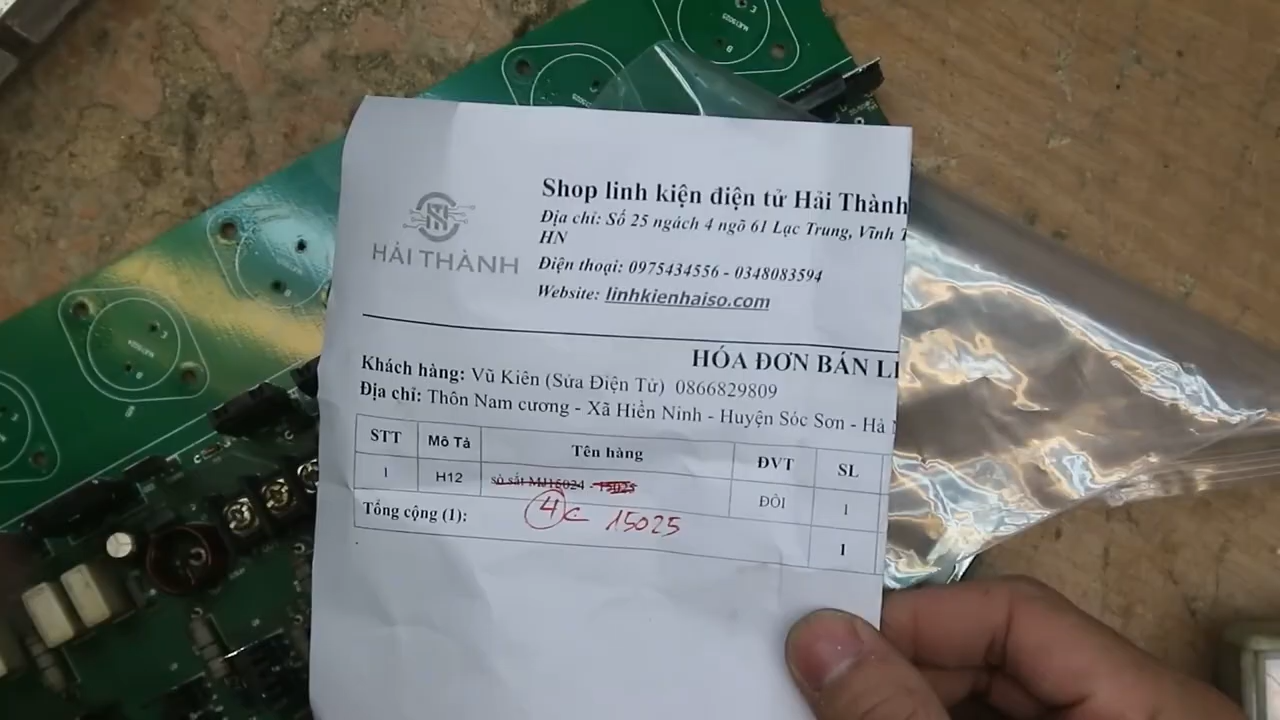 Shop linh kiện điện tử Hải Thành
Địa chỉ: Số 25 ngách 4 ngõ 61 Lạc Trung, Vĩnh
HN
HẢI THÀNH
Điện thoại: 0975434556 - 0348083594
Website: linhkienhaiso.com
HÓA ĐƠN BÁN
Khách hàng: Vũ Kiên (Sửa Điện Tử) 0866829809
Địa chỉ: Thôn Nam cương - Xã Hiền Ninh - Huyện Sóc Sơn - Hà
STT Mô Tả Tên hàng ĐVT SL
1 H12 sò sắt MJ15024 - 15025 ĐÔI 1
Tổng cộng (1): 1
4c 15025